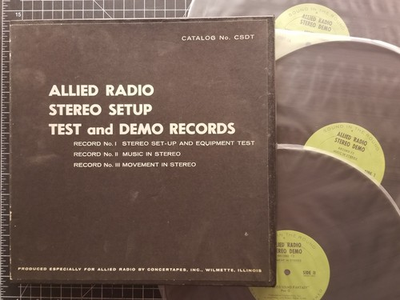 CATALOG No. CSDT
ALLIED RADIO
STEREO SETUP
TEST and DEMO RECORDS
RECORD No. I STEREO SET-UP AND EQUIPMENT TEST
RECORD No. II MUSIC IN STEREO
RECORD No. III MOVEMENT IN STEREO
PRODUCED ESPECIALLY FOR ALLIED RADIO BY CONCERTAPES, INC., WILMETTE, ILLINOIS
15
ALLIED RADIO
STEREO DEMO
ALLIED RADIO
STEREO DEMO
ALLIED RADIO
STEREO DEMO